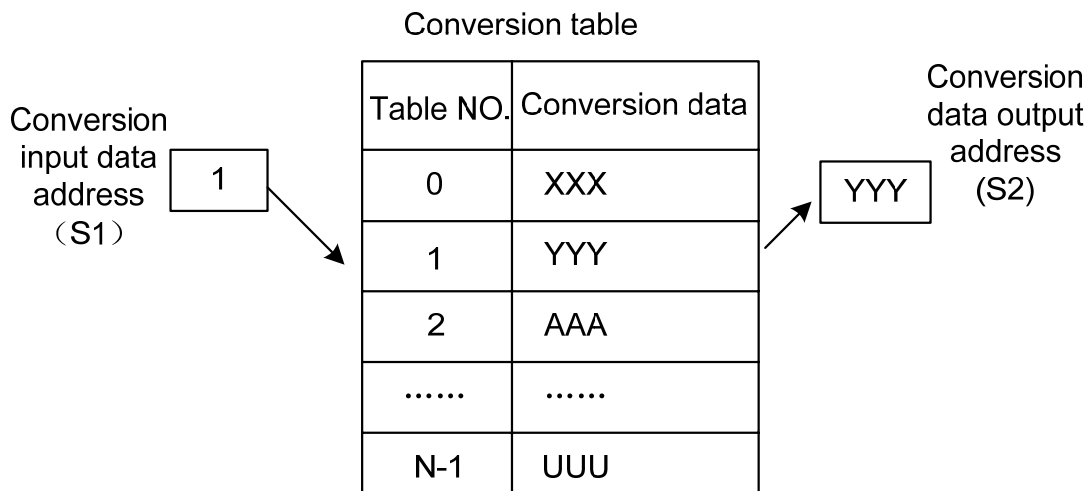 Conversion table
Conversion
input data
address
（S1）
1
Table NO. Conversion data
0 XXX
1 YYY
2 AAA
...... ......
N-1 UUU
YYY
Conversion
data output
address
(S2)